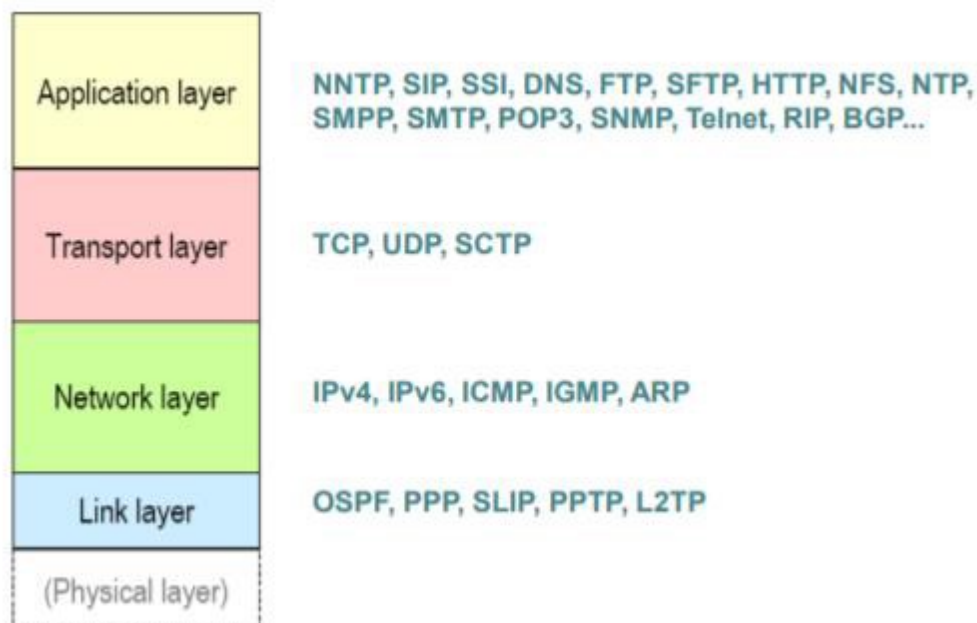 Application layer
NNTP, SIP, SSI, DNS, FTP, SFTP, HTTP, NFS, NTP,
SMPP, SMTP, POP3, SNMP, Telnet, RIP, BGP...
Transport layer
TCP, UDP, SCTP
Network layer
IPv4, IPv6, ICMP, IGMP, ARP
Link layer
OSPF, PPP, SLIP, PPTP, L2TP
(Physical layer)